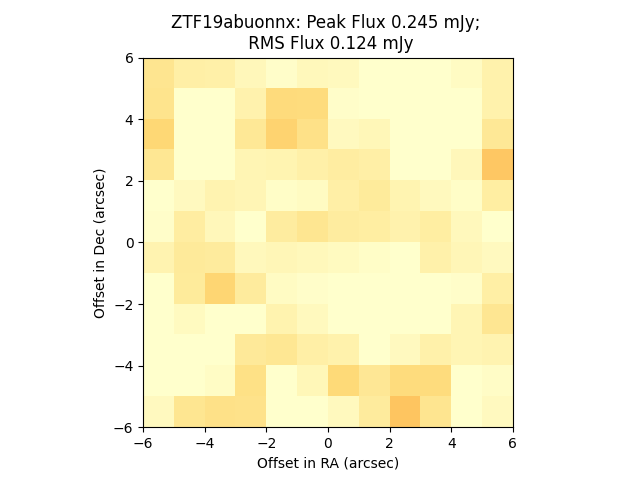 ZTF19abuonnx: Peak Flux 0.245 mJy;
RMS Flux 0.124 mJy
6
4
2
0
−2
−4
−6
Offset in Dec (arcsec)
−6 −4 −2 0 2 4 6
Offset in RA (arcsec)